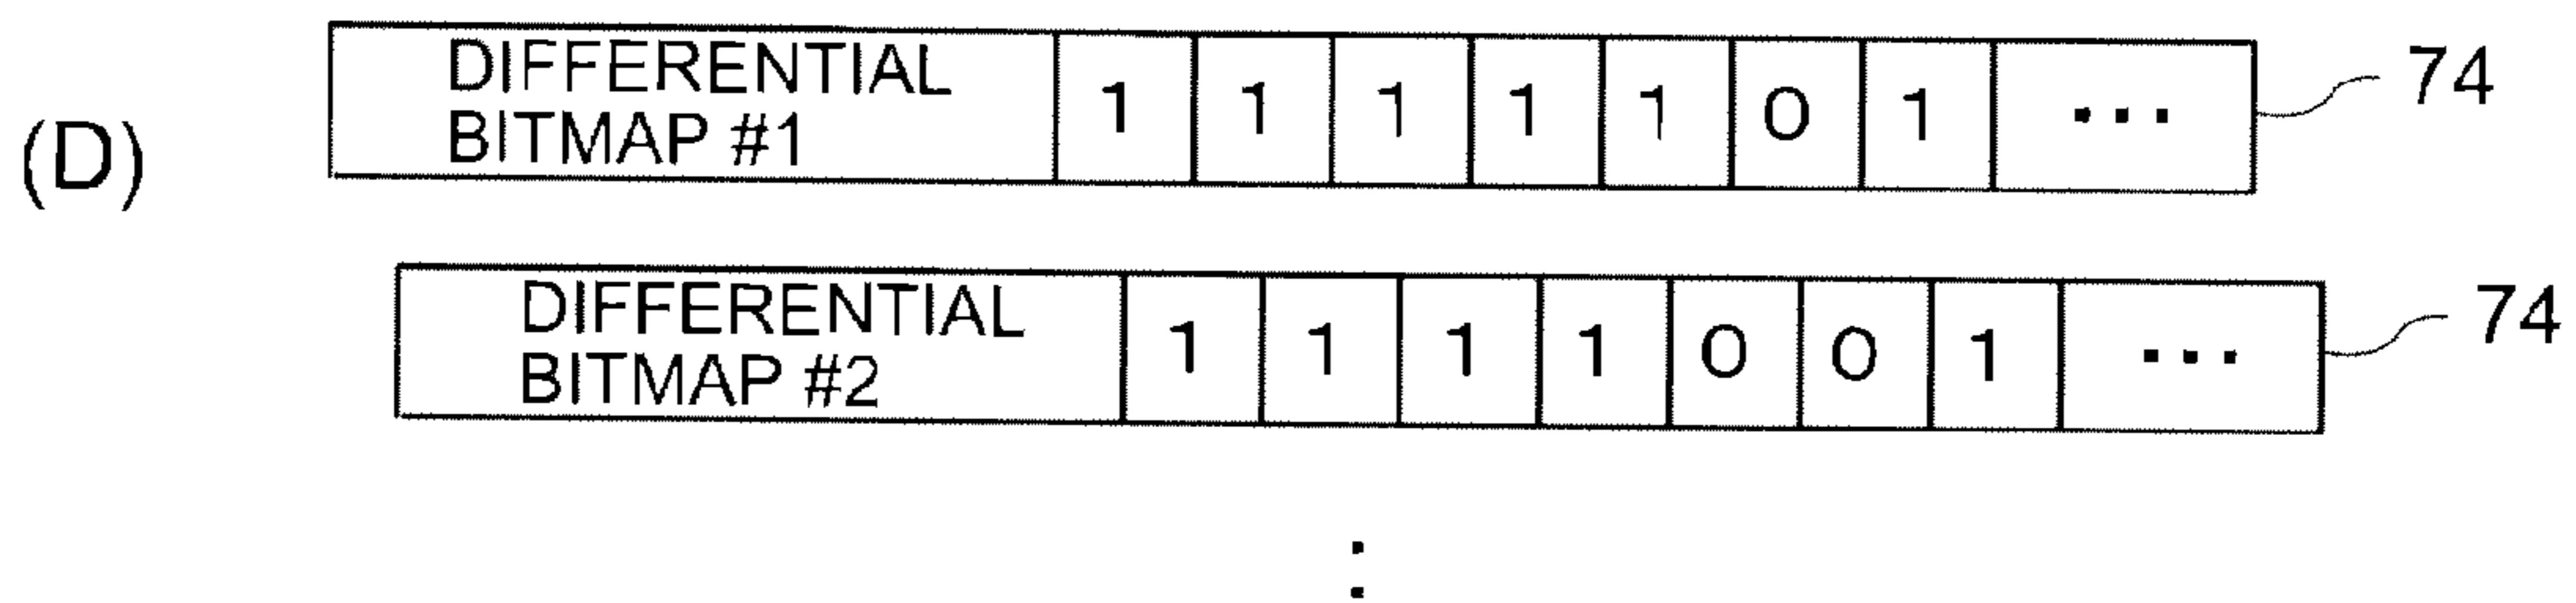 (D)
DIFFERENTIAL
BITMAP #1
1 1 1 1 1 0 1 ...
74
DIFFERENTIAL
BITMAP #2
1 1 1 1 0 0 1 ...
74
: